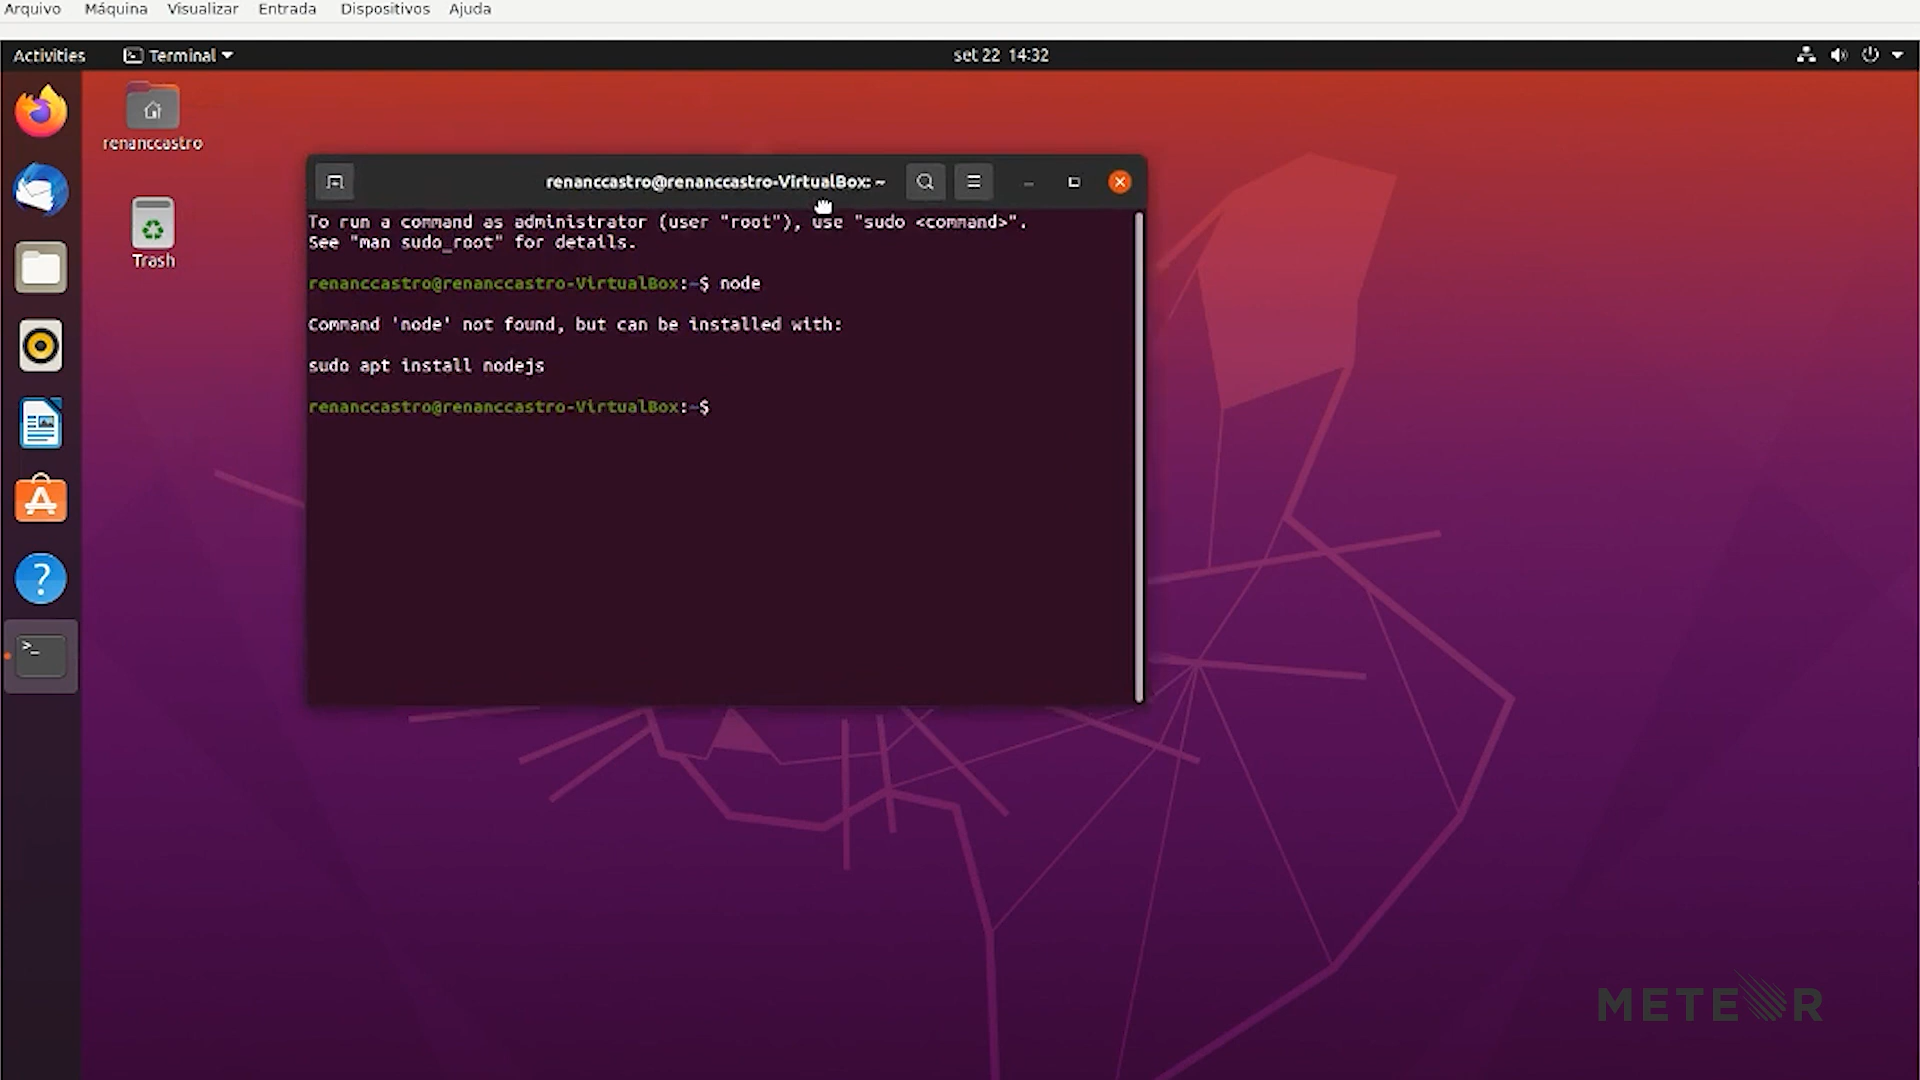 Arquivo Máquina Visualizar Entrada Dispositivos Ajuda
Activities Terminal set 22 14:32
renanccastro
Trash
renanccastro@renanccastro-VirtualBox: ~
To run a command as administrator (user "root"), use "sudo <command>".
See "man sudo_root" for details.
renanccastro@renanccastro-VirtualBox:~$ node
Command 'node' not found, but can be installed with:
sudo apt install nodejs
renanccastro@renanccastro-VirtualBox:~$
METEOR